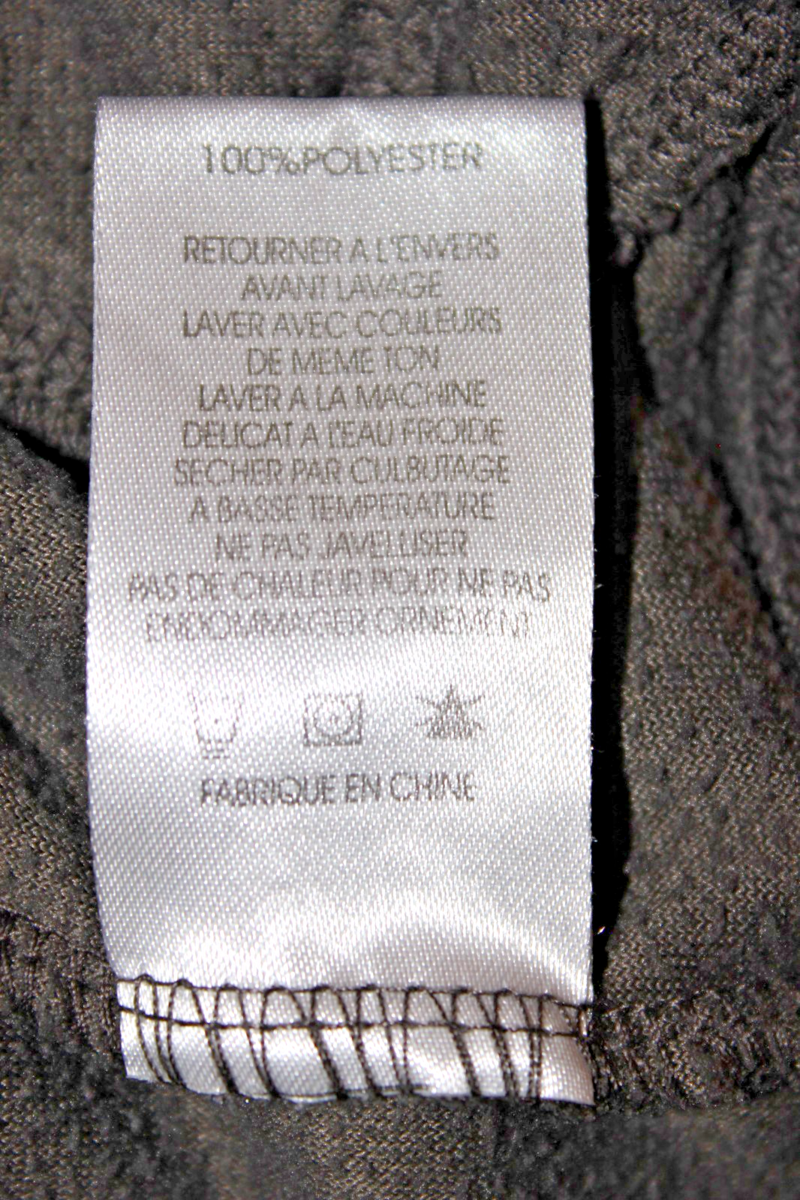 100%POLYESTER
RETOURNER A L'ENVERS
AVANT LAVAGE
LAVER AVEC COULEURS
DE MEME TON
LAVER A LA MACHINE
DELICAT A L'EAU FROIDE
SECHER PAR CULBUTAGE
A BASSE TEMPERATURE
NE PAS JAVELLISER
PAS DE CHALEUR POUR NE PAS
ENDOMMAGER ORNEMENT
FABRIQUE EN CHINE